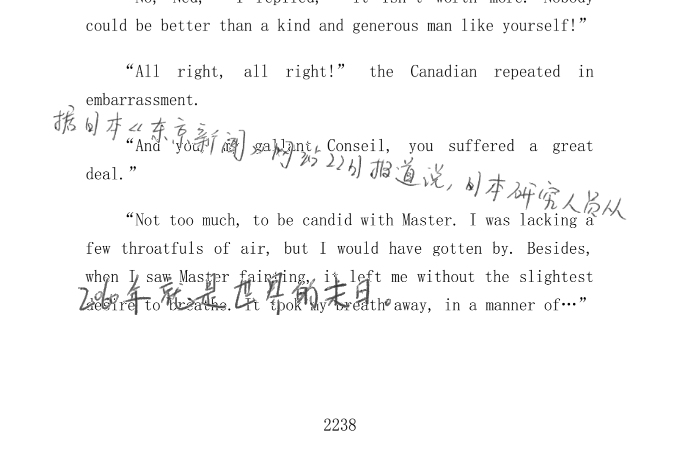 "No, Ned," I replied, "it isn't worth more. Nobody
could be better than a kind and generous man like yourself!”
“All right, all right!” the Canadian repeated in
embarrassment.
据日本《东京新闻》网站22日报道说，日本研究人员从
“And you, my gallant Conseil, you suffered a great
deal.”
“Not too much, to be candid with Master. I was lacking a
few throatfuls of air, but I would have gotten by. Besides,
when I saw Master fainting, it left me without the slightest
2060年就是世界的末日。
desire to breathe. It took my breath away, in a manner of…”
2238